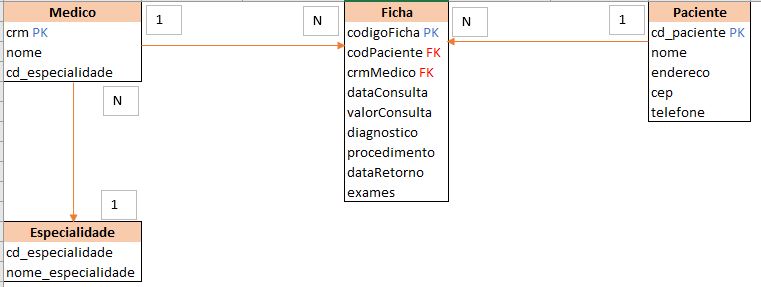 Medico
crm PK
nome
cd_especialidade
1
N
Ficha
codigoFicha PK
codPaciente FK
crmMedico FK
dataConsulta
valorConsulta
diagnostico
procedimento
dataRetorno
exames
N
1
Paciente
cd_paciente PK
nome
endereco
cep
telefone
N
1
Especialidade
cd_especialidade
nome_especialidade